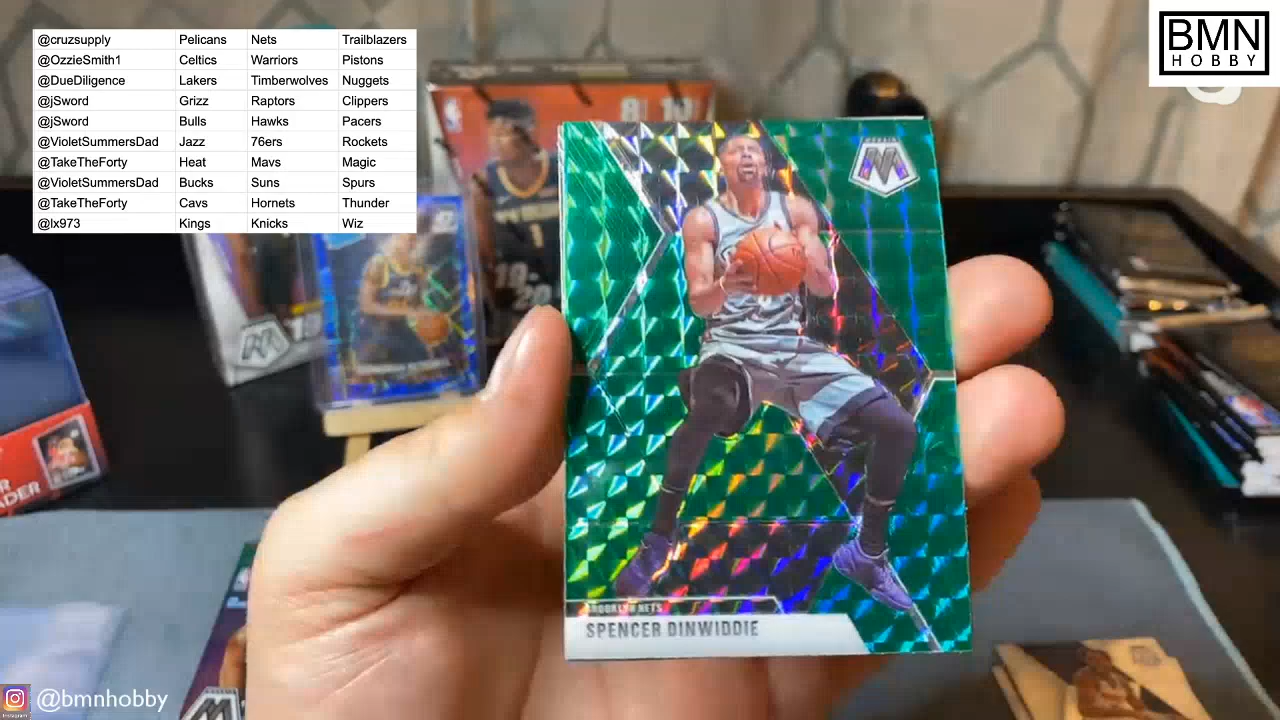 @cruzsupply Pelicans Nets Trailblazers
@OzzieSmith1 Celtics Warriors Pistons
@DueDiligence Lakers Timberwolves Nuggets
@jSword Grizz Raptors Clippers
@jSword Bulls Hawks Pacers
@VioletSummersDad Jazz 76ers Rockets
@TakeTheForty Heat Mavs Magic
@VioletSummersDad Bucks Suns Spurs
@TakeTheForty Cavs Hornets Thunder
@lx973 Kings Knicks Wiz
BMN
HOBBY
BROOKLYN NETS
SPENCER DINWIDDIE
Instagram
@bmnhobby